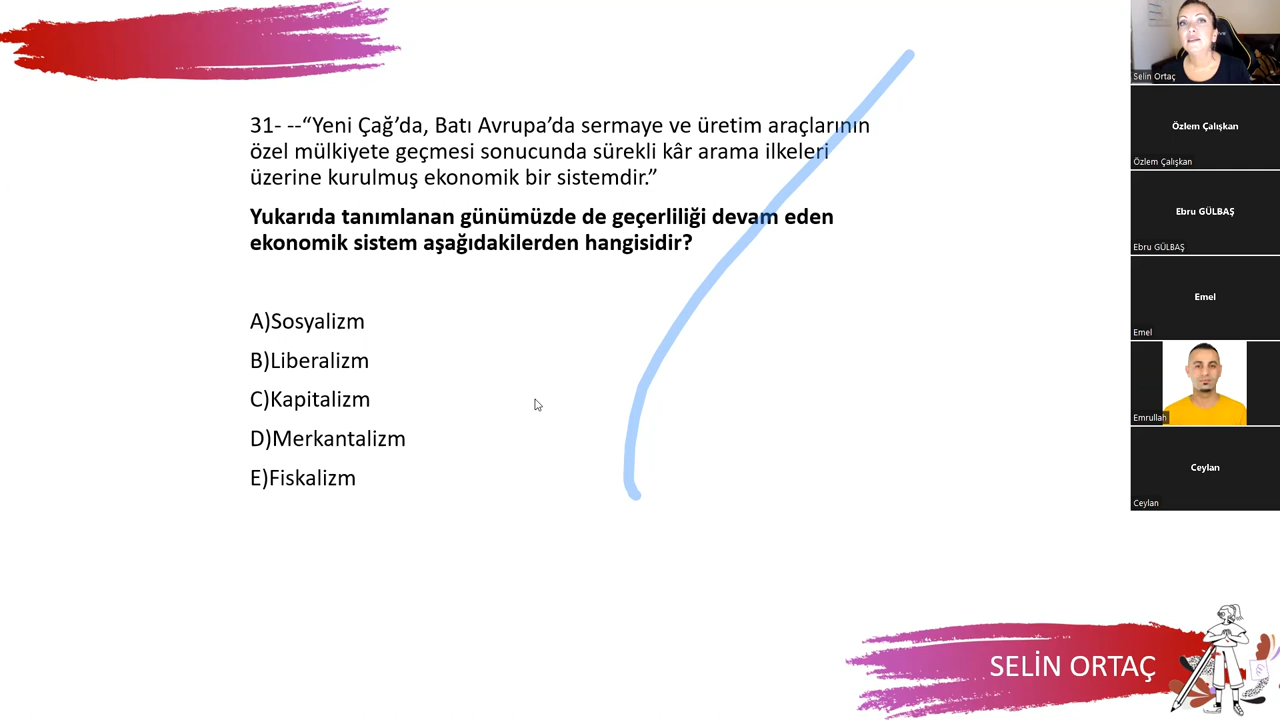 31- --“Yeni Çağ’da, Batı Avrupa’da sermaye ve üretim araçlarının
özel mülkiyete geçmesi sonucunda sürekli kâr arama ilkeleri
üzerine kurulmuş ekonomik bir sistemdir.”
Yukarıda tanımlanan günümüzde de geçerliliği devam eden
ekonomik sistem aşağıdakilerden hangisidir?
A)Sosyalizm
B)Liberalizm
C)Kapitalizm
D)Merkantalizm
E)Fiskalizm
Selin Ortaç
Özlem Çalışkan
Özlem Çalışkan
Ebru GÜLBAŞ
Ebru GÜLBAŞ
Emel
Emel
Emrullah
Ceylan
Ceylan
SELİN ORTAÇ